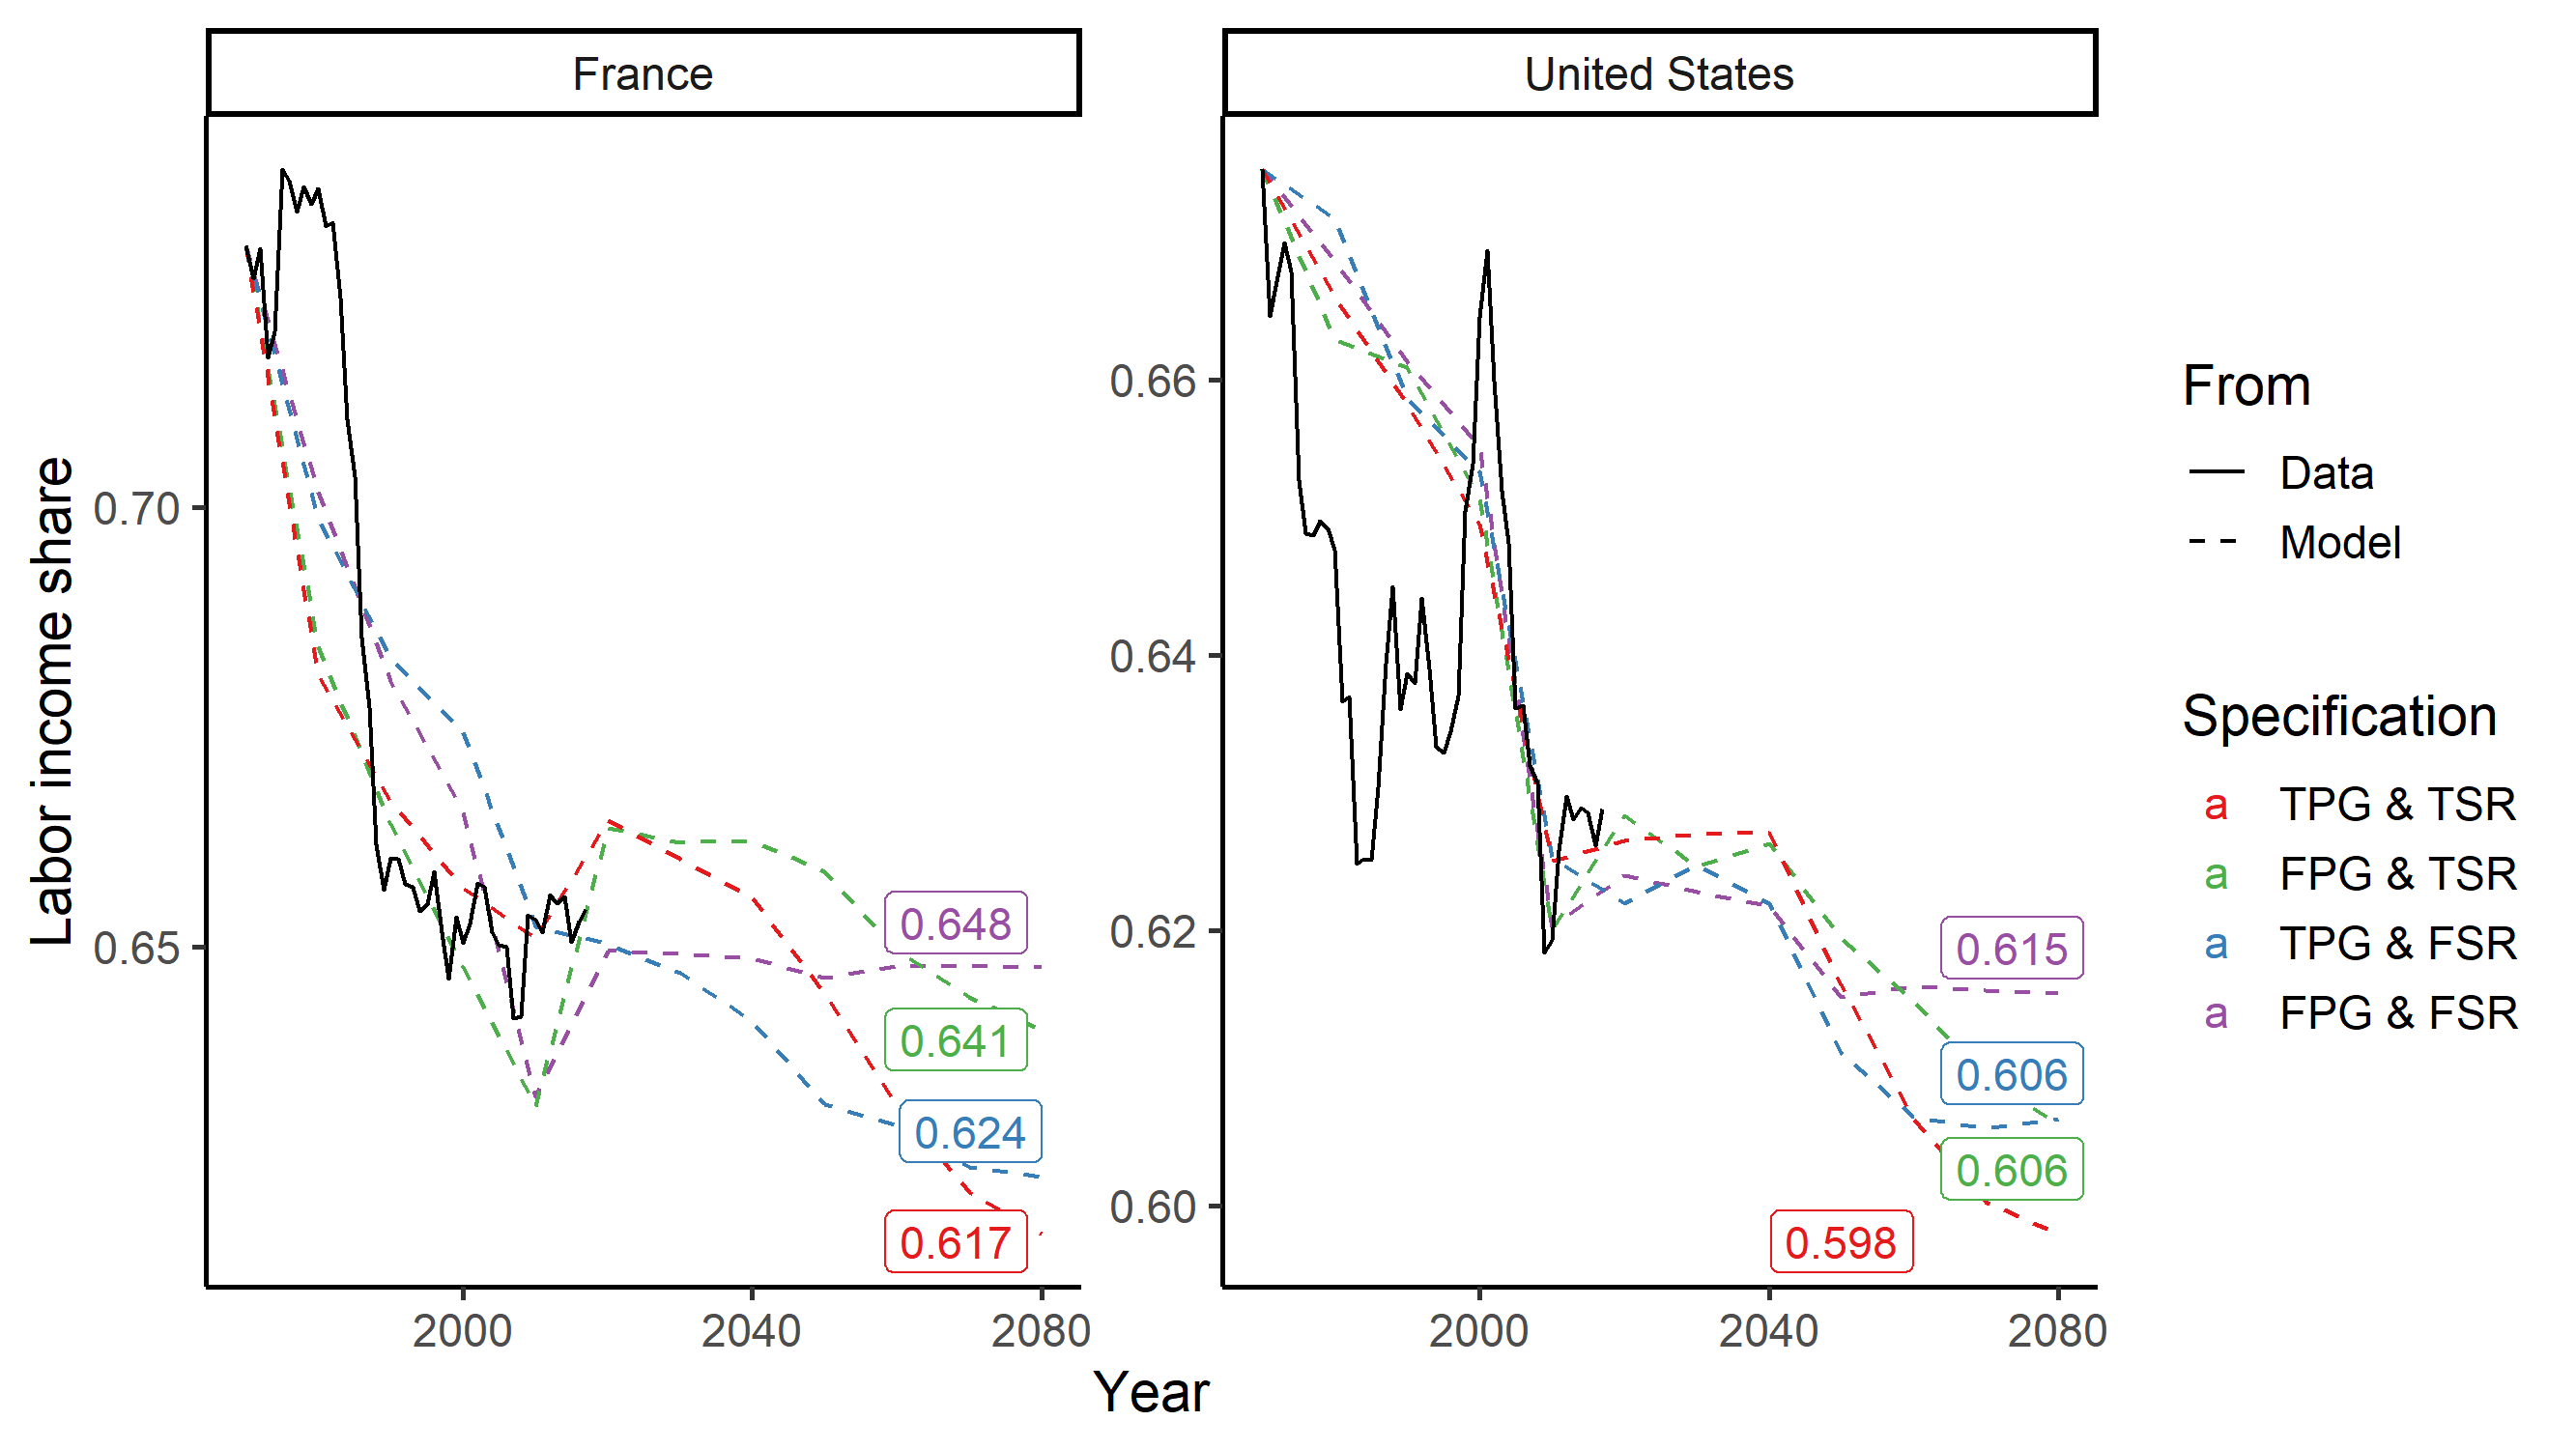 France
United States
Labor income share
0.70
0.65
0.66
0.64
0.62
0.60
0.648
0.641
0.624
0.617
0.615
0.606
0.606
0.598
2000
2040
2080
2000
2040
2080
Year
From
Data
Model
Specification
a TPG & TSR
a FPG & TSR
a TPG & FSR
a FPG & FSR